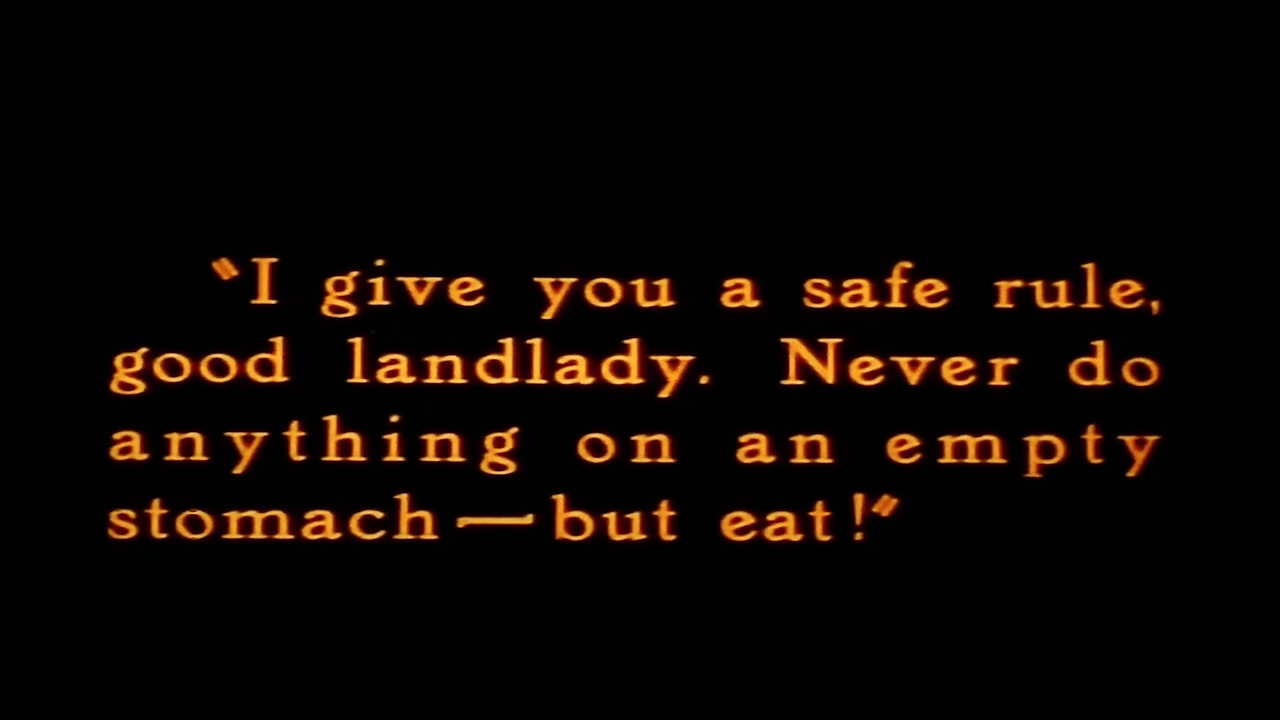 "I give you a safe rule,
good landlady. Never do
anything on an empty
stomach—but eat!"